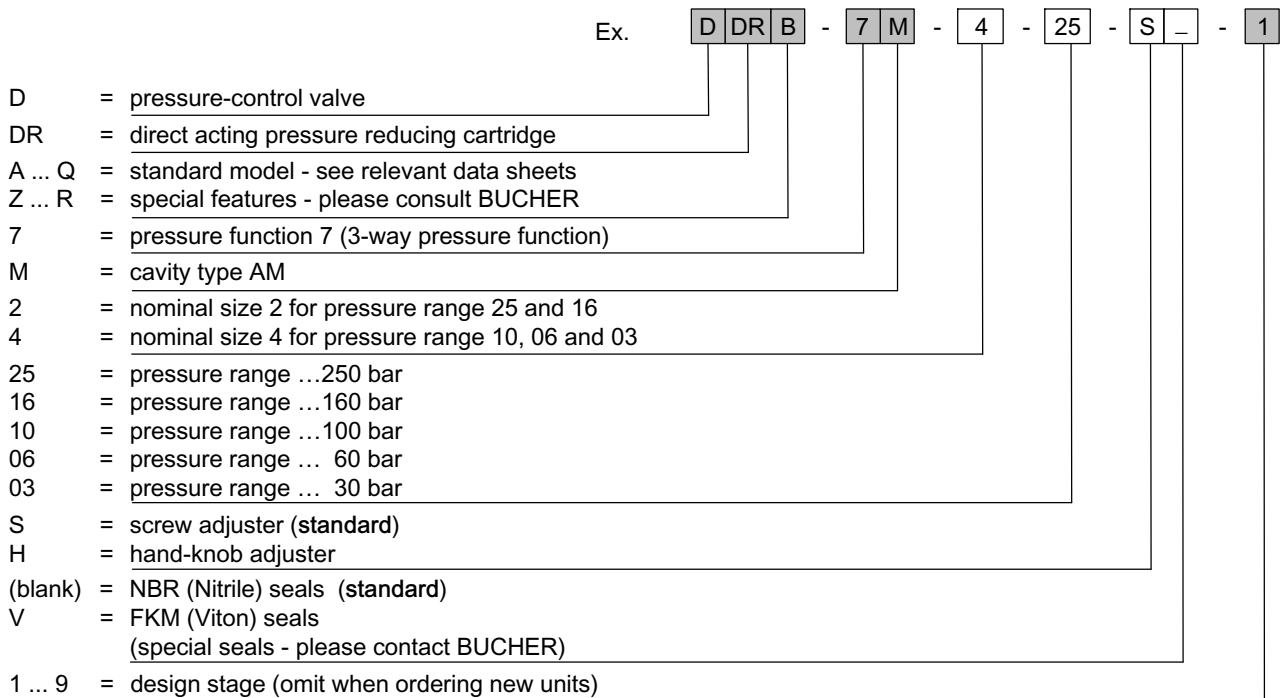 Ex. D DR B - 7 M - 4 - 25 - S _ - 1
D = pressure-control valve
DR = direct acting pressure reducing cartridge
A ... Q = standard model - see relevant data sheets
Z ... R = special features - please consult BUCHER
7 = pressure function 7 (3-way pressure function)
M = cavity type AM
2 = nominal size 2 for pressure range 25 and 16
4 = nominal size 4 for pressure range 10, 06 and 03
25 = pressure range …250 bar
16 = pressure range …160 bar
10 = pressure range …100 bar
06 = pressure range … 60 bar
03 = pressure range … 30 bar
S = screw adjuster (standard)
H = hand-knob adjuster
(blank) = NBR (Nitrile) seals (standard)
V = FKM (Viton) seals
(special seals - please contact BUCHER)
1 ... 9 = design stage (omit when ordering new units)